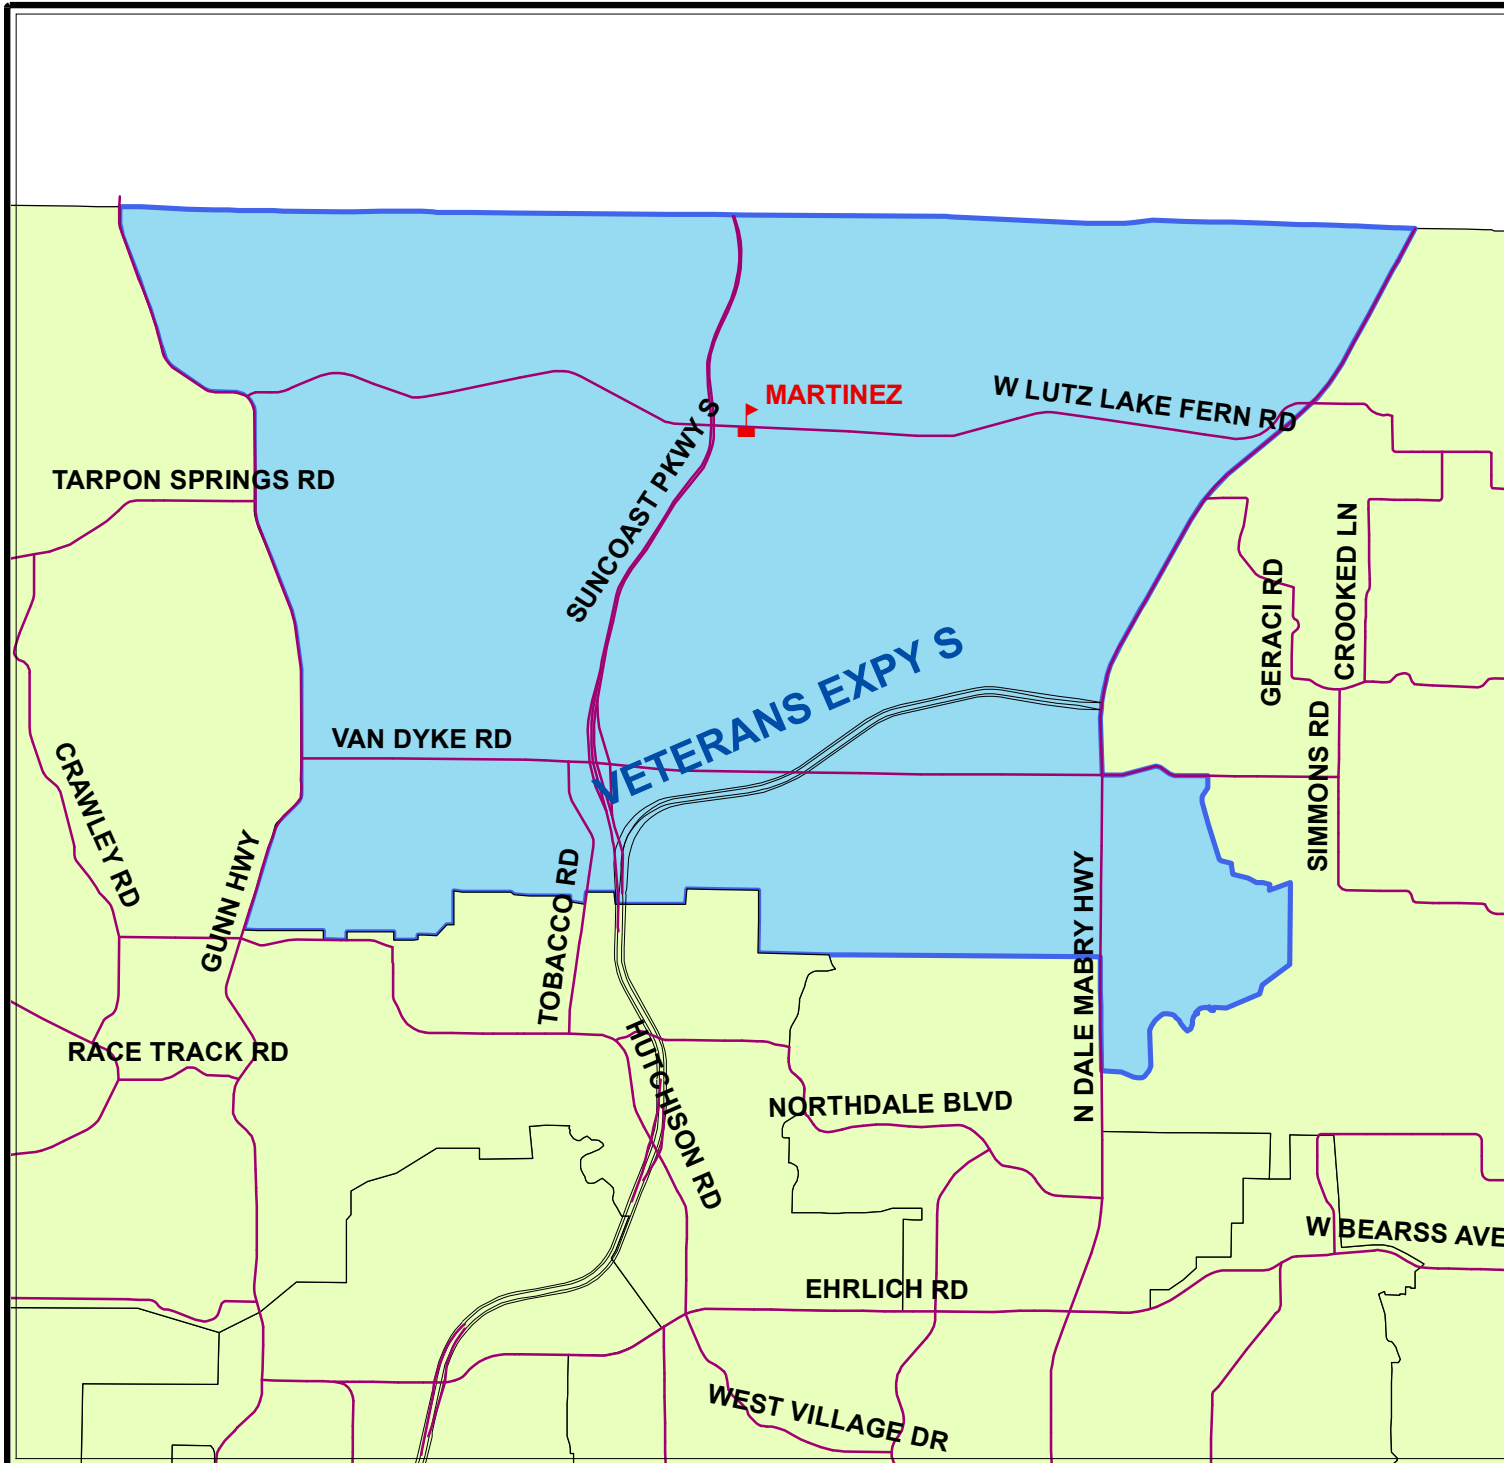 MARTINEZ
W LUTZ LAKE FERN RD
SUNCOAST PKWY S
TARPON SPRINGS RD
CROOKED LN
GERACI RD
VETERANS EXPY S
VAN DYKE RD
SIMMONS RD
CRAWLEY RD
GUNN HWY
TOBACCO RD
N DALE MABRY HWY
RACE TRACK RD
HUTCHISON RD
NORTHDALE BLVD
W BEARSS AVE
EHRLICH RD
WEST VILLAGE DR